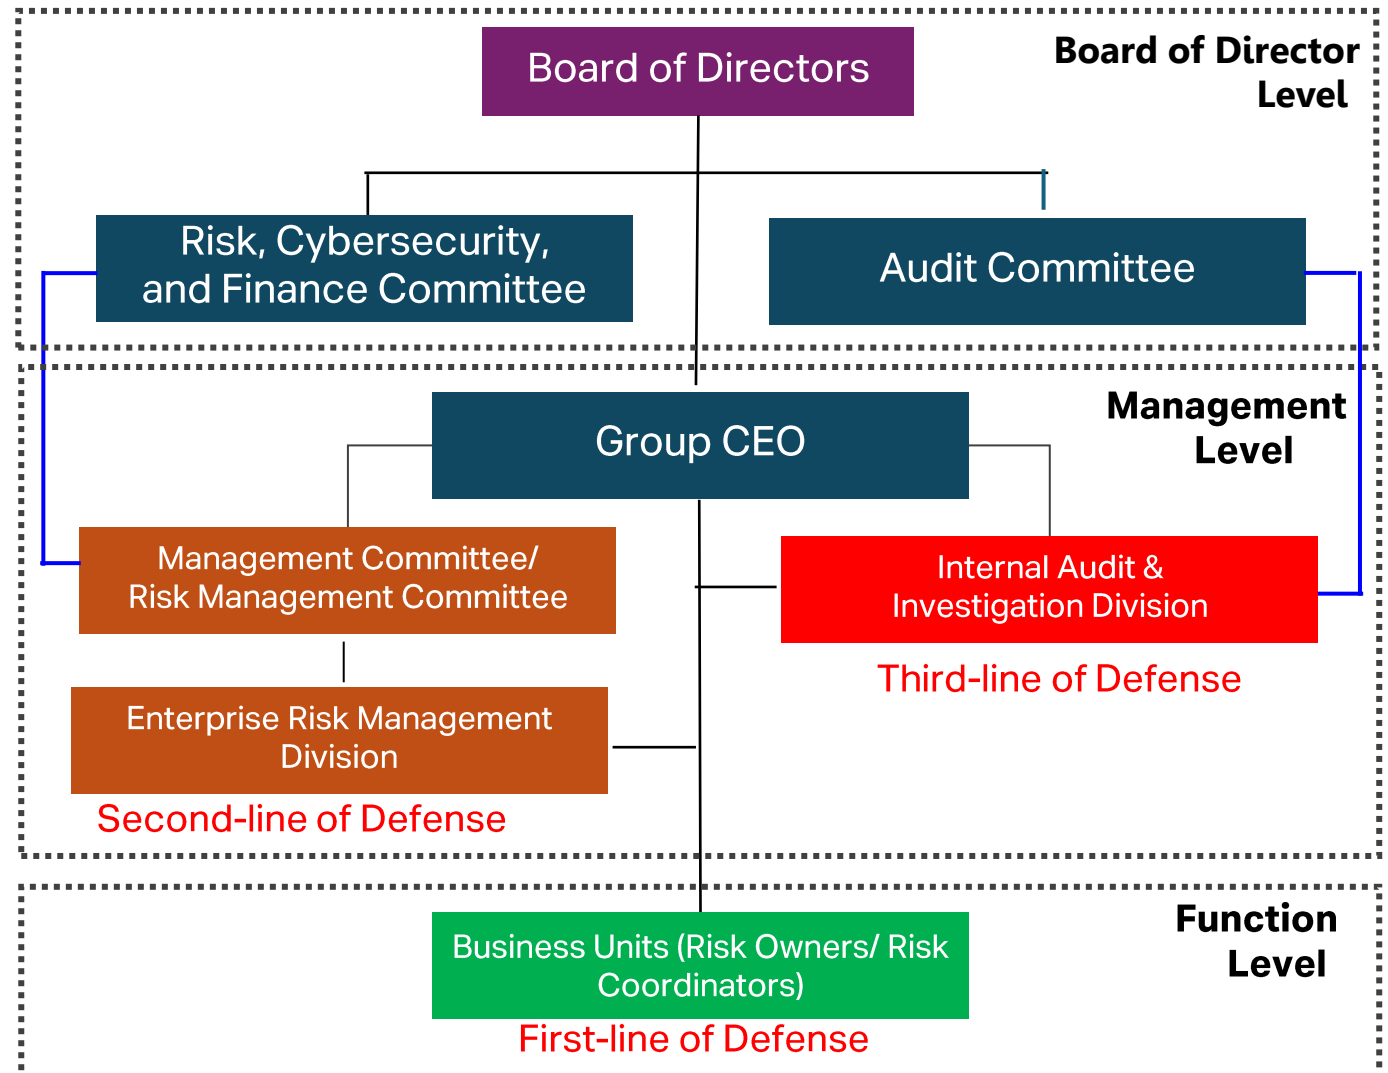 Board of Directors
Board of Director
Level
Risk, Cybersecurity,
and Finance Committee
Audit Committee
Management
Level
Group CEO
Management Committee/
Risk Management Committee
Internal Audit &
Investigation Division
Third-line of Defense
Enterprise Risk Management
Division
Second-line of Defense
Function
Level
Business Units (Risk Owners/ Risk
Coordinators)
First-line of Defense